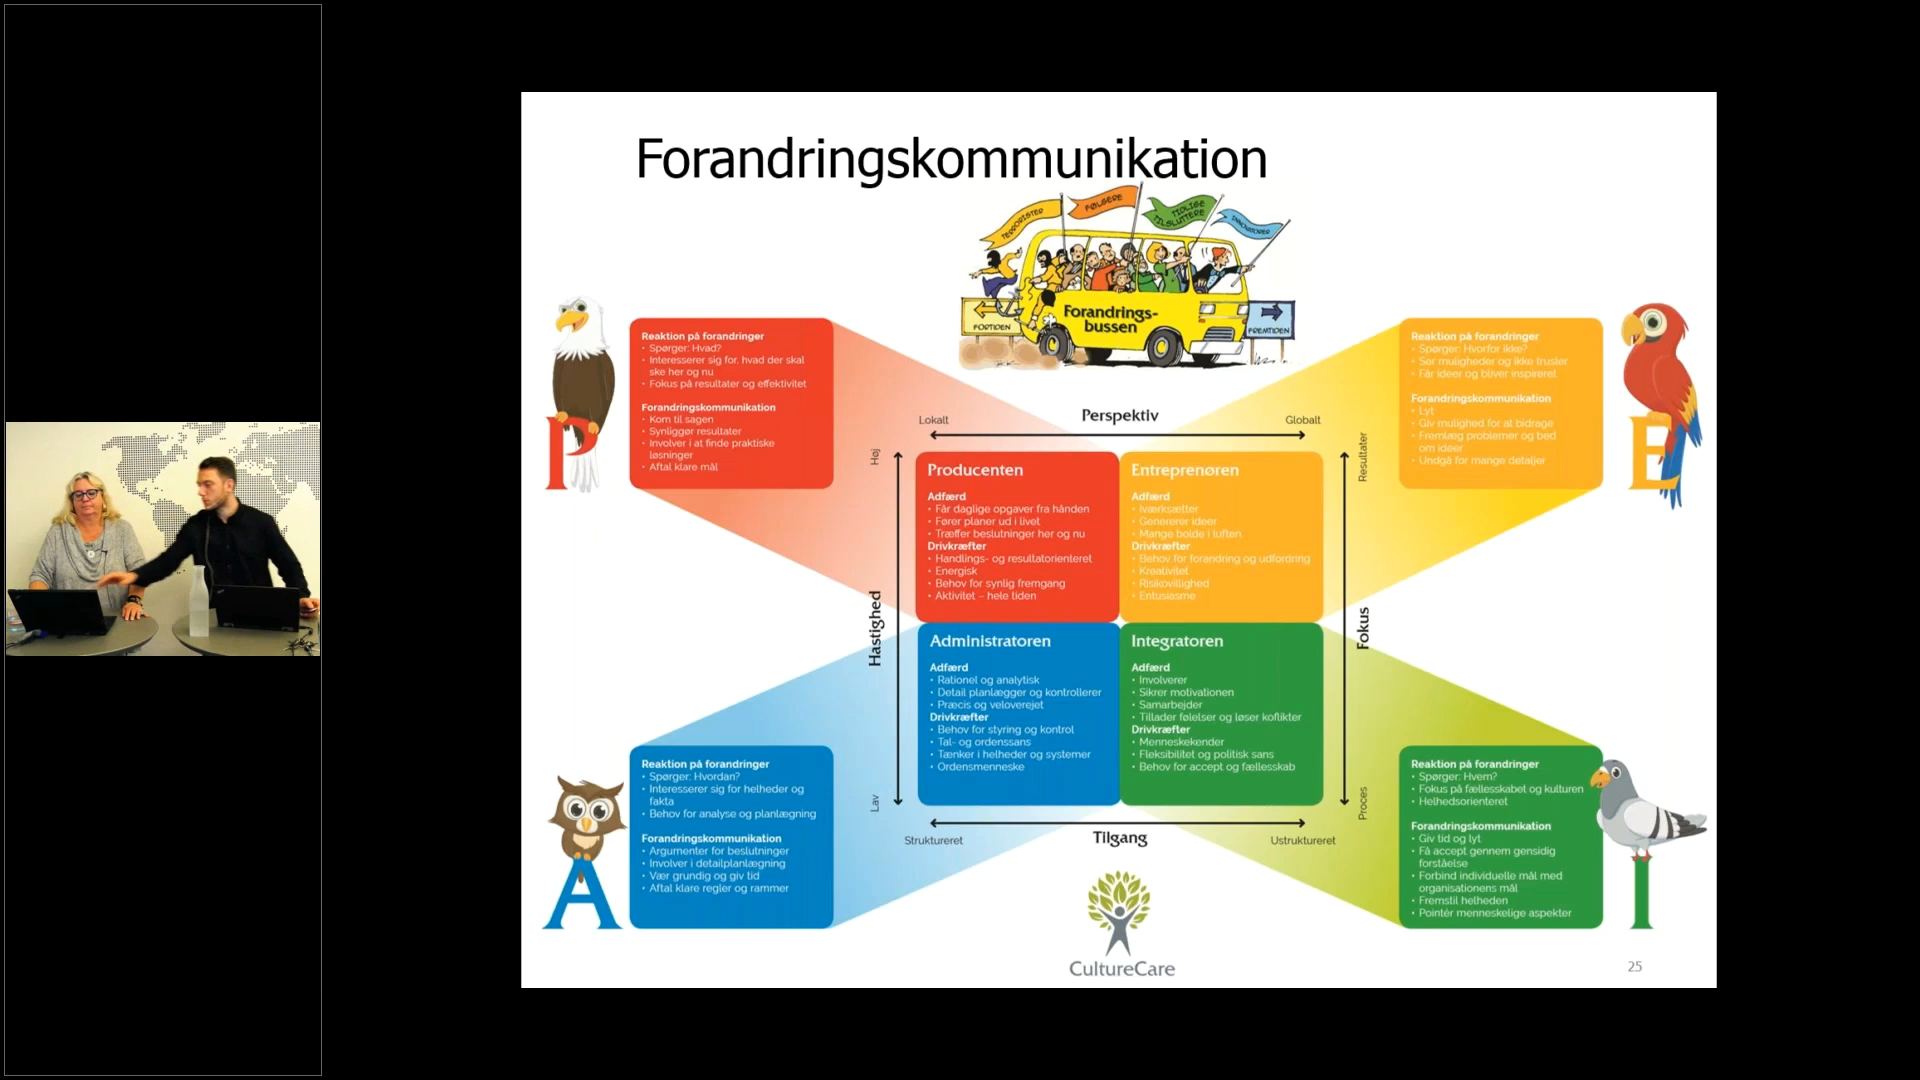 Forandringskommunikation
TERRORISTER
FØLGERE
TIDLIGE
TILSLUTTERE
INNOVATORER
Forandrings-
bussen
FORTIDEN
FREMTIDEN
Reaktion på forandringer
• Spørger: Hvad?
• Interesserer sig for, hvad der skal
ske her og nu
• Fokus på resultater og effektivitet
Forandringskommunikation
• Kom til sagen
• Synliggør resultater
• Involver i at finde praktiske
løsninger
• Aftal klare mål
P
Reaktion på forandringer
• Spørger: Hvorfor ikke?
• Ser muligheder og ikke trusler
• Får ideer og bliver inspireret
Forandringskommunikation
• Lyt
• Giv mulighed for at bidrage
• Fremlæg problemer og bed
om ideer
• Undgå for mange detaljer
E
Perspektiv
Lokalt
Globalt
Høj
Hastighed
Lav
Resultater
Fokus
Proces
Producenten
Adfærd
• Får daglige opgaver fra hånden
• Fører planer ud i livet
• Træffer beslutninger her og nu
Drivkræfter
• Handlings- og resultatorienteret
• Energisk
• Behov for synlig fremgang
• Aktivitet – hele tiden
Entreprenøren
Adfærd
• Iværksætter
• Genererer ideer
• Mange bolde i luften
Drivkræfter
• Behov for forandring og udfordring
• Kreativitet
• Risikovillighed
• Entusiasme
Administratoren
Adfærd
• Rationel og analytisk
• Detail planlægger og kontrollerer
• Præcis og veloverejet
Drivkræfter
• Behov for styring og kontrol
• Tal- og ordenssans
• Tænker i helheder og systemer
• Ordensmenneske
Integratoren
Adfærd
• Involverer
• Sikrer motivationen
• Samarbejder
• Tillader følelser og løser koflikter
Drivkræfter
• Menneskekender
• Fleksibilitet og politisk sans
• Behov for accept og fællesskab
Struktureret
Tilgang
Ustruktureret
Reaktion på forandringer
• Spørger: Hvordan?
• Interesserer sig for helheder og
fakta
• Behov for analyse og planlægning
Forandringskommunikation
• Argumenter for beslutninger
• Involver i detailplanlægning
• Vær grundig og giv tid
• Aftal klare regler og rammer
A
Reaktion på forandringer
• Spørger: Hvem?
• Fokus på fællesskabet og kulturen
• Helhedsorienteret
Forandringskommunikation
• Giv tid og lyt
• Få accept gennem gensidig
forståelse
• Forbind individuelle mål med
organisationens mål
• Fremstil helheden
• Pointér menneskelige aspekter
I
CultureCare
25